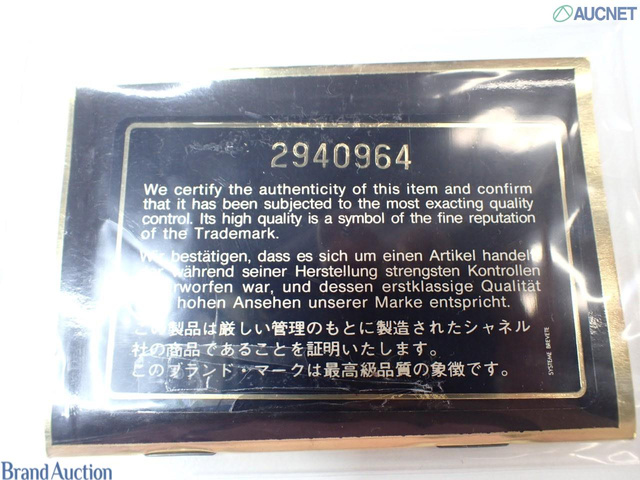 AUCNET
2940964
We certify the authenticity of this item and confirm
that it has been subjected to the most exacting quality
control. Its high quality is a symbol of the fine reputation
of the Trademark.
bestätigen, dass es sich um einen Artikel handelt
während seiner Herstellung strengsten Kontrollen
war, und dessen erstklassige Qualität
hohen Ansehen unserer Marke entspricht.
この製品は厳しい管理のもとに製造されたシャネル
社の商品であることを証明いたします。
このブランド・マークは最高級品質の象徴です。
SYSTEME BREVETE
Brand Auction